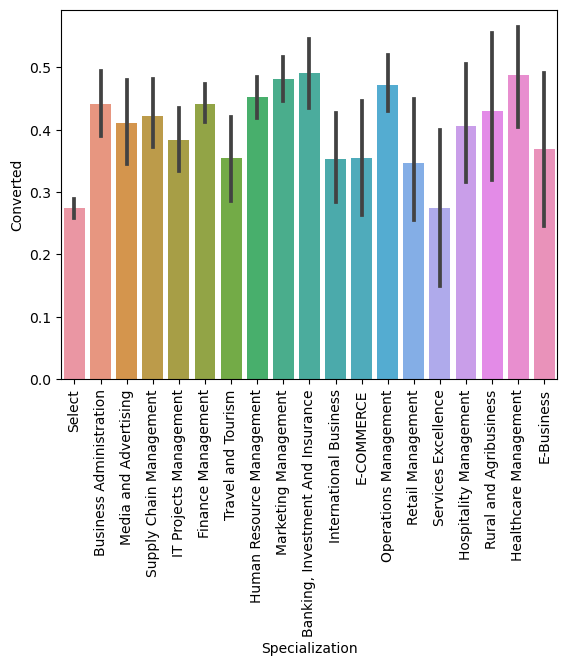 Converted
0.5
0.4
0.3
0.2
0.1
0.0
Select
Business Administration
Media and Advertising
Supply Chain Management
IT Projects Management
Finance Management
Travel and Tourism
Human Resource Management
Marketing Management
Banking, Investment And Insurance
International Business
E-COMMERCE
Operations Management
Retail Management
Services Excellence
Hospitality Management
Rural and Agribusiness
Healthcare Management
E-Business
Specialization